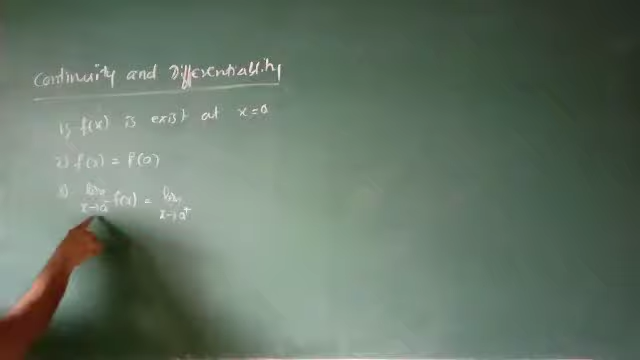 Continuity and Differentiability
1) f(x) is exist at x=a
2) f(x) = f(a)
3) lim x→a⁻ f(x) = lim x→a⁺